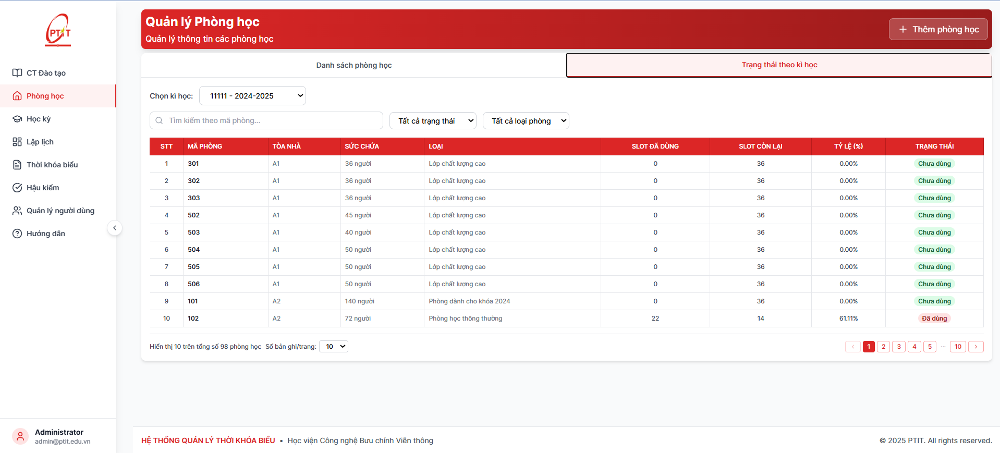 PTIT
CT Đào tạo
Phòng học
Học kỳ
Lập lịch
Thời khóa biểu
Hậu kiểm
Quản lý người dùng
Hướng dẫn
Administrator
admin@ptit.edu.vn
Quản lý Phòng học
Quản lý thông tin các phòng học
Thêm phòng học
Danh sách phòng học Trạng thái theo kì học
Chọn kì học: 11111 - 2024-2025
Tìm kiếm theo mã phòng... Tất cả trạng thái Tất cả loại phòng
STT MÃ PHÒNG TÒA NHÀ SỨC CHỨA LOẠI SLOT ĐÃ DÙNG SLOT CÒN LẠI TỶ LỆ (%) TRẠNG THÁI
1 301 A1 36 người Lớp chất lượng cao 0 36 0.00% Chưa dùng
2 302 A1 36 người Lớp chất lượng cao 0 36 0.00% Chưa dùng
3 303 A1 36 người Lớp chất lượng cao 0 36 0.00% Chưa dùng
4 502 A1 45 người Lớp chất lượng cao 0 36 0.00% Chưa dùng
5 503 A1 40 người Lớp chất lượng cao 0 36 0.00% Chưa dùng
6 504 A1 50 người Lớp chất lượng cao 0 36 0.00% Chưa dùng
7 505 A1 50 người Lớp chất lượng cao 0 36 0.00% Chưa dùng
8 506 A1 50 người Lớp chất lượng cao 0 36 0.00% Chưa dùng
9 101 A2 140 người Phòng dành cho khóa 2024 0 36 0.00% Chưa dùng
10 102 A2 72 người Phòng học thông thường 22 14 61.11% Đã dùng
Hiển thị 10 trên tổng số 98 phòng học Số bản ghi/trang: 10 1 2 3 4 5 ... 10
HỆ THỐNG QUẢN LÝ THỜI KHÓA BIỂU • Học viện Công nghệ Bưu chính Viễn thông © 2025 PTIT. All rights reserved.